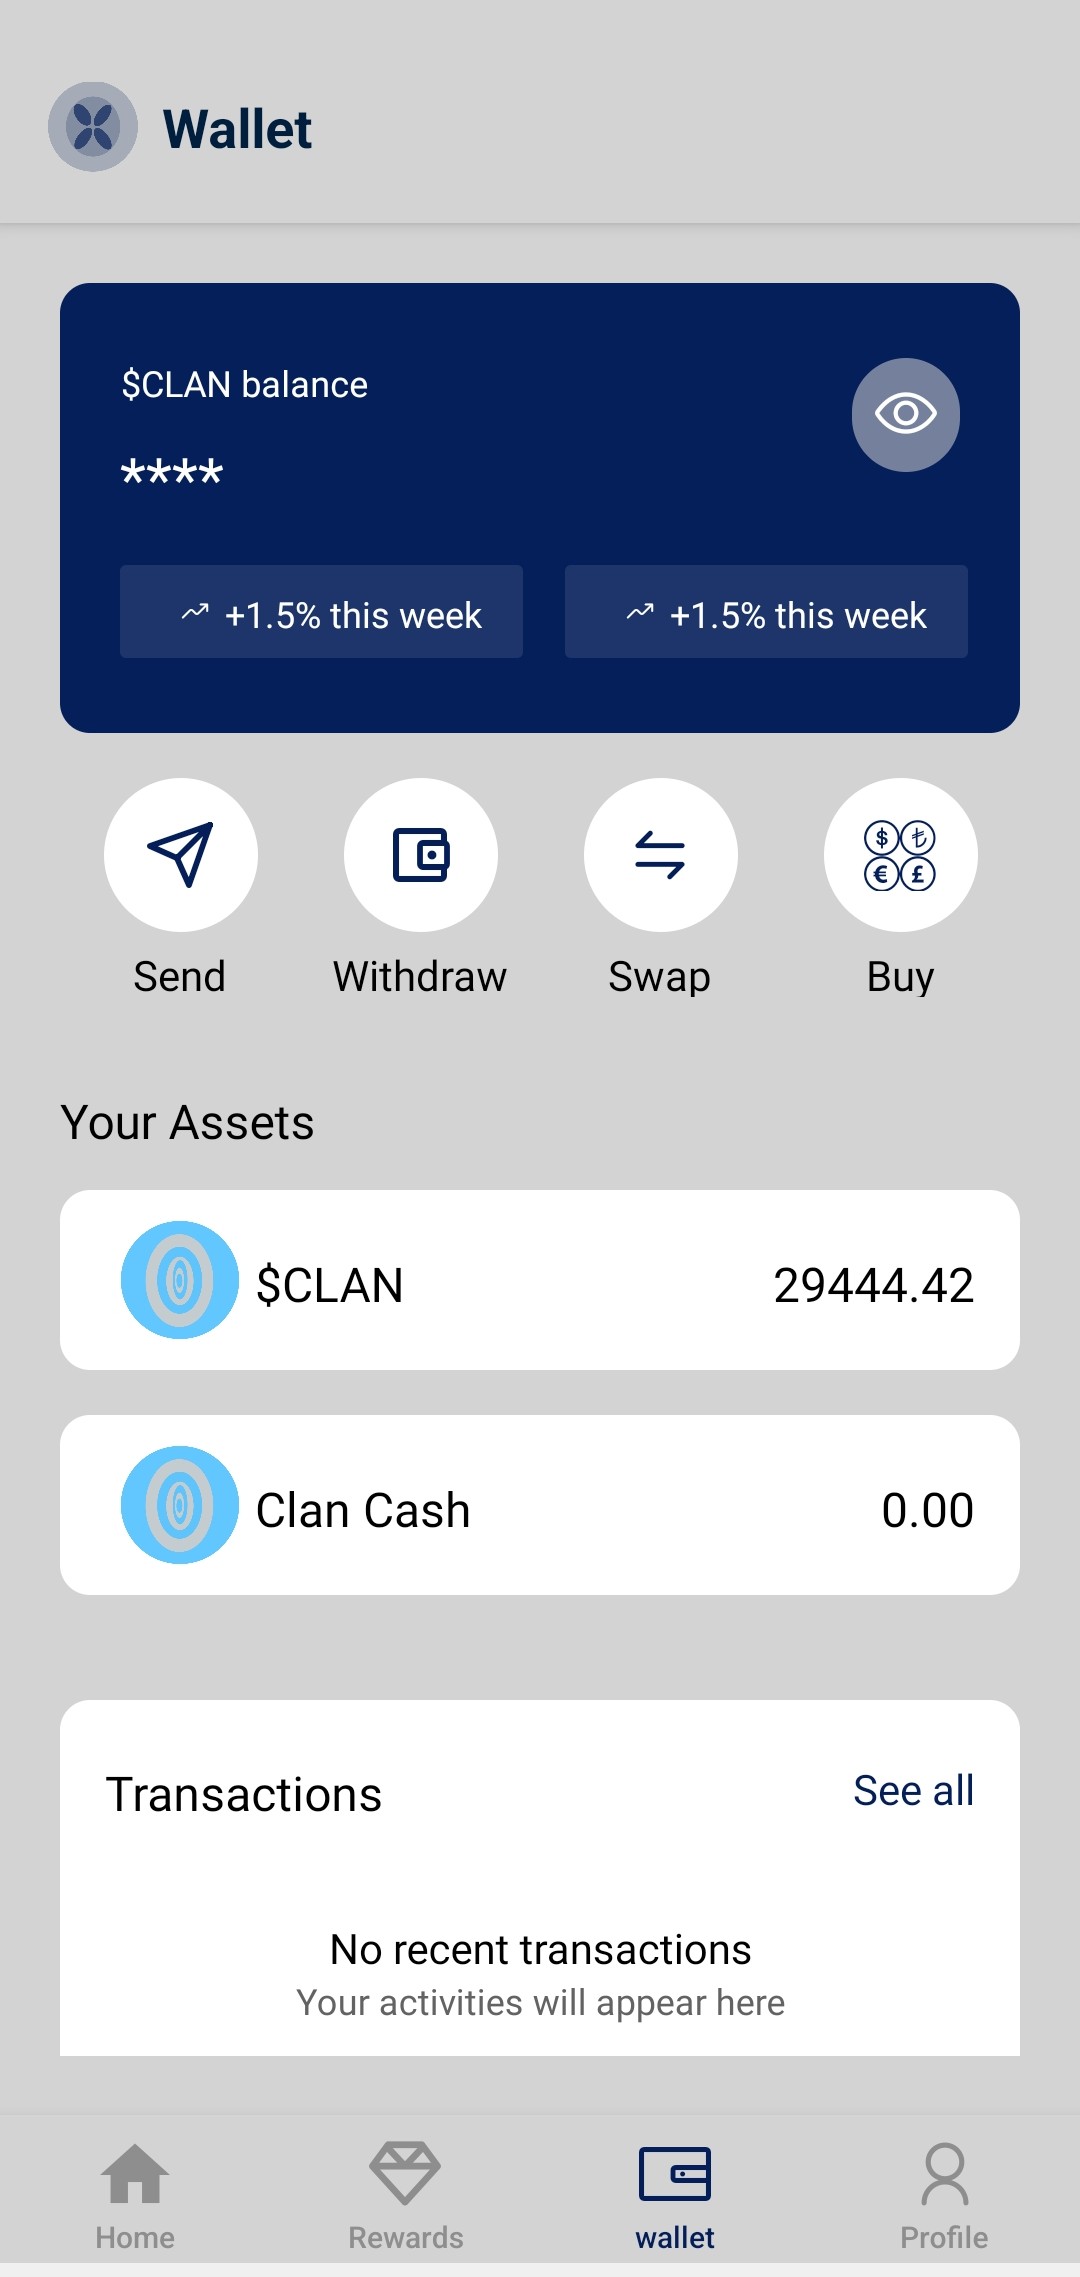 Wallet
$CLAN balance
****
+1.5% this week
+1.5% this week
Send
Withdraw
Swap
Buy
Your Assets
$CLAN
29444.42
Clan Cash
0.00
Transactions
See all
No recent transactions
Your activities will appear here
Home
Rewards
wallet
Profile